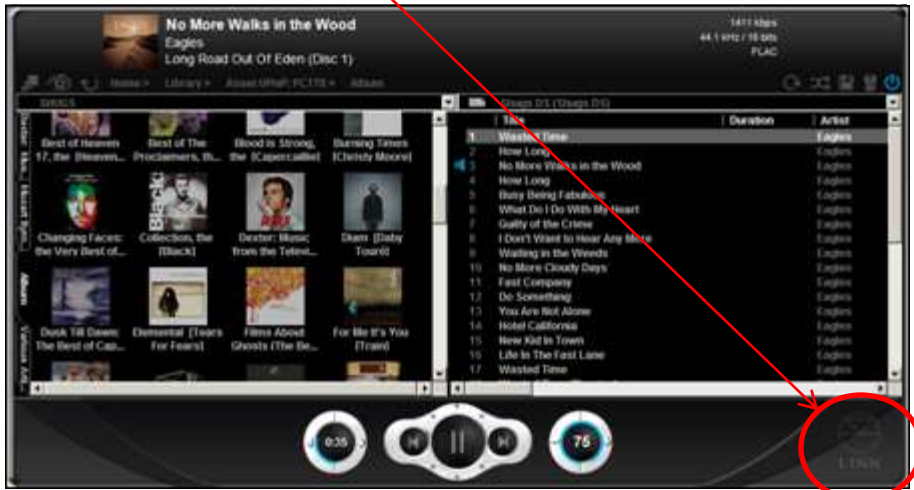 No More Walks in the Wood
Eagles
Long Road Out Of Eden (Disc 1)
1411 kbps
44.1 kHz / 16 bits
FLAC
Home >
Library >
Album
Title
Duration
Artist
Best of Heaven
17, the [Heaven...
Best of The
Proclaimers, th...
Blood is Strong,
the [Capercaillie]
Burning Times
[Christy Moore]
Changing Faces:
the Very Best of...
Collection, the
[Black]
Dexter: Music
from the Televi...
Diam [Baby
Touré]
Dusk Till Dawn:
The Best of Cap...
Elemental [Tears
For Fears]
Films About
Ghosts (The Be...
For Me It's You
[Train]
Album
1 Wasted Time Eagles
2 How Long Eagles
3 No More Walks in the Wood Eagles
4 How Long Eagles
5 Busy Being Fabulous Eagles
6 What Do I Do With My Heart Eagles
7 Guilty of the Crime Eagles
8 I Don't Want to Hear Any More Eagles
9 Waiting in the Weeds Eagles
10 No More Cloudy Days Eagles
11 Fast Company Eagles
12 Do Something Eagles
13 You Are Not Alone Eagles
14 Hotel California Eagles
15 New Kid In Town Eagles
16 Life In The Fast Lane Eagles
17 Wasted Time Eagles
0:35
75
LINN